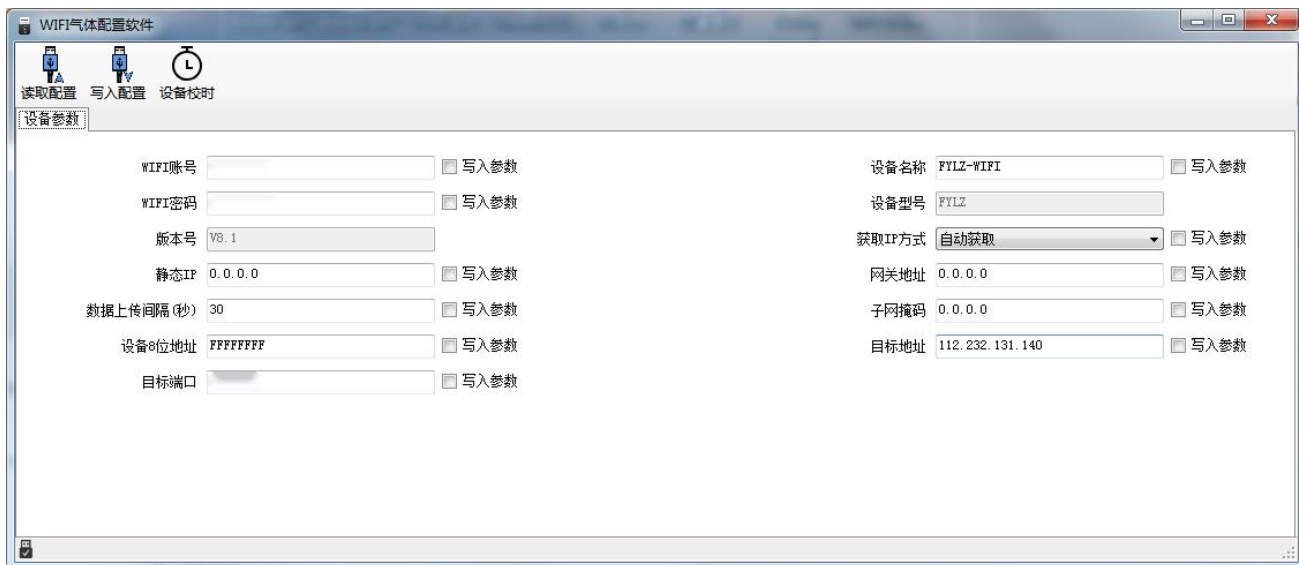 WIFI气体配置软件
读取配置 写入配置 设备校时
设备参数
WIFI账号 写入参数 设备名称 FYLZ-WIFI 写入参数
WIFI密码 写入参数 设备型号 FYLZ
版本号 V8.1 获取IP方式 自动获取 写入参数
静态IP 0.0.0.0 写入参数 网关地址 0.0.0.0 写入参数
数据上传间隔(秒) 30 写入参数 子网掩码 0.0.0.0 写入参数
设备8位地址 FFFFFFFF 写入参数 目标地址 112.232.131.140 写入参数
目标端口 写入参数